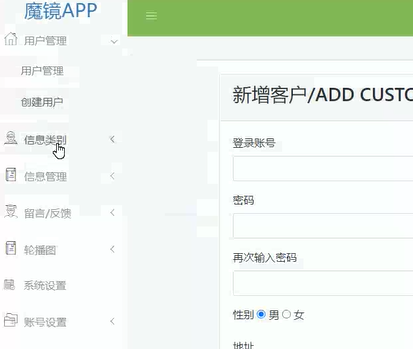 魔镜APP
用户管理
用户管理
创建用户
信息类别
信息管理
留言/反馈
轮播图
系统设置
账号设置
新增客户/ADD CUSTO
登录账号
密码
再次输入密码
性别 男 女
地址